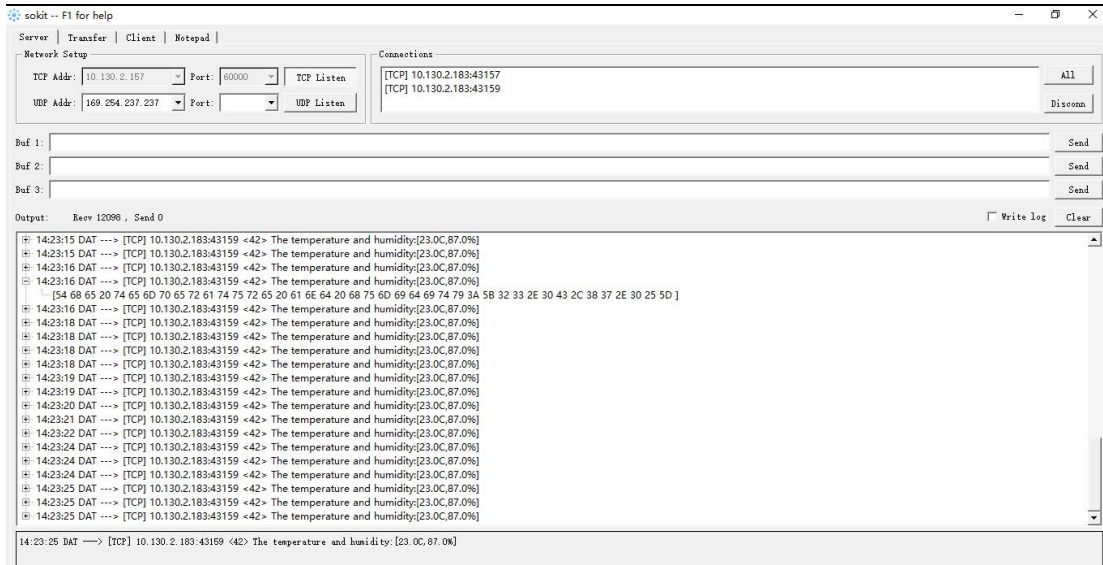 sokit -- F1 for help
Server Transfer Client Notepad
Network Setup
TCP Addr: 10.130.2.157 Port: 60000 TCP Listen
UDP Addr: 169.254.237.237 Port: UDP Listen
Connections
[TCP] 10.130.2.183:43157
[TCP] 10.130.2.183:43159
All
Disconn
Buf 1: Send
Buf 2: Send
Buf 3: Send
Output: Recv 12098 , Send 0 Write log Clear
14:23:15 DAT ---> [TCP] 10.130.2.183:43159 <42> The temperature and humidity:[23.0C,87.0%]
14:23:15 DAT ---> [TCP] 10.130.2.183:43159 <42> The temperature and humidity:[23.0C,87.0%]
14:23:16 DAT ---> [TCP] 10.130.2.183:43159 <42> The temperature and humidity:[23.0C,87.0%]
14:23:16 DAT ---> [TCP] 10.130.2.183:43159 <42> The temperature and humidity:[23.0C,87.0%]
[54 68 65 20 74 65 6D 70 65 72 61 74 75 72 65 20 61 6E 64 20 68 75 6D 69 64 69 74 79 3A 5B 32 33 2E 30 43 2C 38 37 2E 30 25 5D ]
14:23:16 DAT ---> [TCP] 10.130.2.183:43159 <42> The temperature and humidity:[23.0C,87.0%]
14:23:18 DAT ---> [TCP] 10.130.2.183:43159 <42> The temperature and humidity:[23.0C,87.0%]
14:23:18 DAT ---> [TCP] 10.130.2.183:43159 <42> The temperature and humidity:[23.0C,87.0%]
14:23:18 DAT ---> [TCP] 10.130.2.183:43159 <42> The temperature and humidity:[23.0C,87.0%]
14:23:18 DAT ---> [TCP] 10.130.2.183:43159 <42> The temperature and humidity:[23.0C,87.0%]
14:23:19 DAT ---> [TCP] 10.130.2.183:43159 <42> The temperature and humidity:[23.0C,87.0%]
14:23:19 DAT ---> [TCP] 10.130.2.183:43159 <42> The temperature and humidity:[23.0C,87.0%]
14:23:20 DAT ---> [TCP] 10.130.2.183:43159 <42> The temperature and humidity:[23.0C,87.0%]
14:23:21 DAT ---> [TCP] 10.130.2.183:43159 <42> The temperature and humidity:[23.0C,87.0%]
14:23:22 DAT ---> [TCP] 10.130.2.183:43159 <42> The temperature and humidity:[23.0C,87.0%]
14:23:24 DAT ---> [TCP] 10.130.2.183:43159 <42> The temperature and humidity:[23.0C,87.0%]
14:23:24 DAT ---> [TCP] 10.130.2.183:43159 <42> The temperature and humidity:[23.0C,87.0%]
14:23:24 DAT ---> [TCP] 10.130.2.183:43159 <42> The temperature and humidity:[23.0C,87.0%]
14:23:25 DAT ---> [TCP] 10.130.2.183:43159 <42> The temperature and humidity:[23.0C,87.0%]
14:23:25 DAT ---> [TCP] 10.130.2.183:43159 <42> The temperature and humidity:[23.0C,87.0%]
14:23:25 DAT ---> [TCP] 10.130.2.183:43159 <42> The temperature and humidity:[23.0C,87.0%]
14:23:25 DAT ---> [TCP] 10.130.2.183:43159 <42> The temperature and humidity:[23.0C,87.0%]